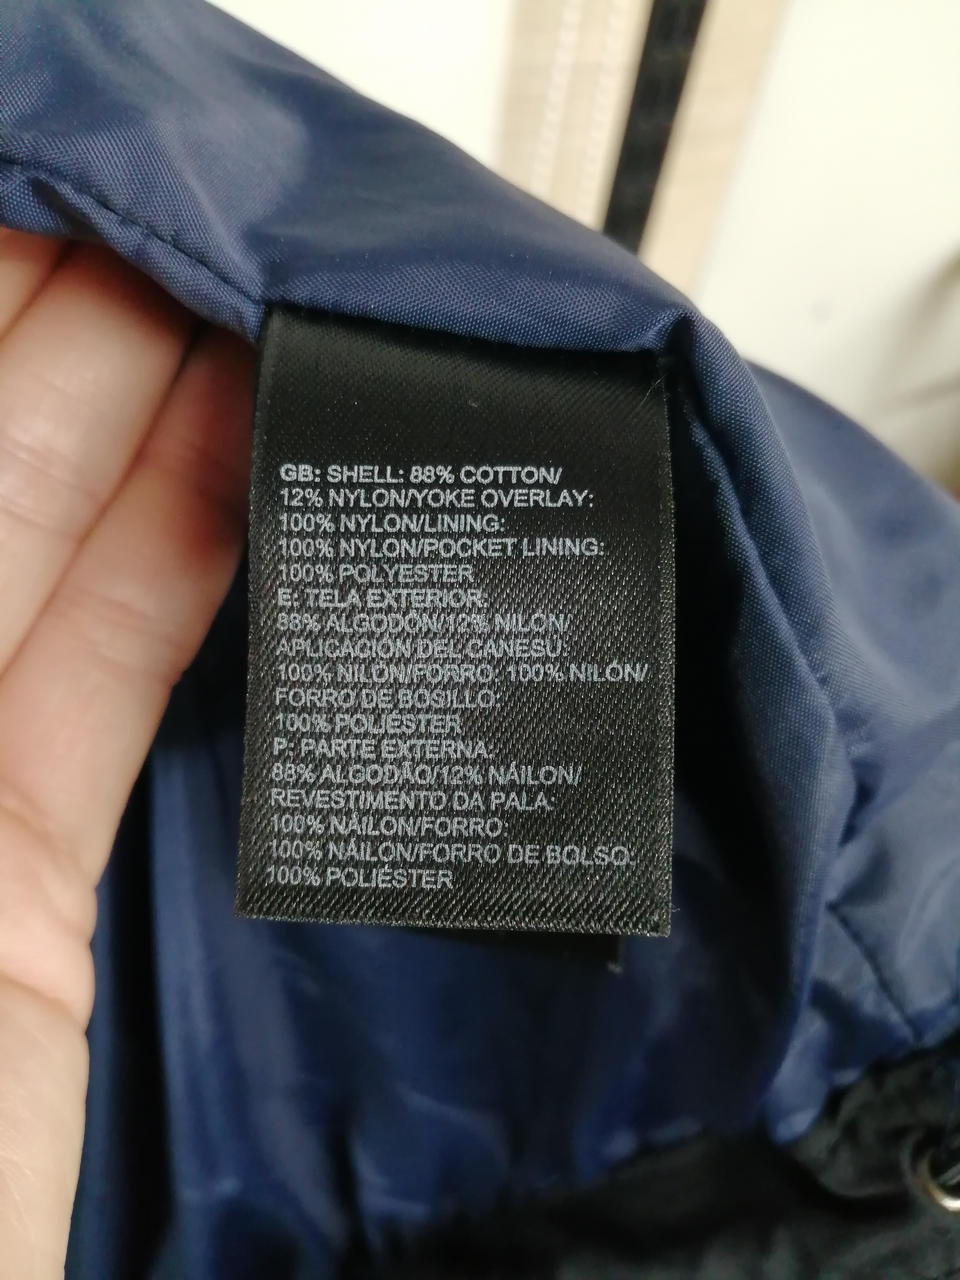 GB: SHELL: 88% COTTON/
12% NYLON/YOKE OVERLAY:
100% NYLON/LINING:
100% NYLON/POCKET LINING:
100% POLYESTER
E: TELA EXTERIOR:
88% ALGODÓN/12% NILÓN/
APLICACIÓN DEL CANESÚ:
100% NILÓN/FORRO: 100% NILÓN/
FORRO DE BOSILLO:
100% POLIÉSTER
P: PARTE EXTERNA:
88% ALGODÃO/12% NÁILON/
REVESTIMENTO DA PALA:
100% NÁILON/FORRO:
100% NÁILON/FORRO DE BOLSO:
100% POLIÉSTER